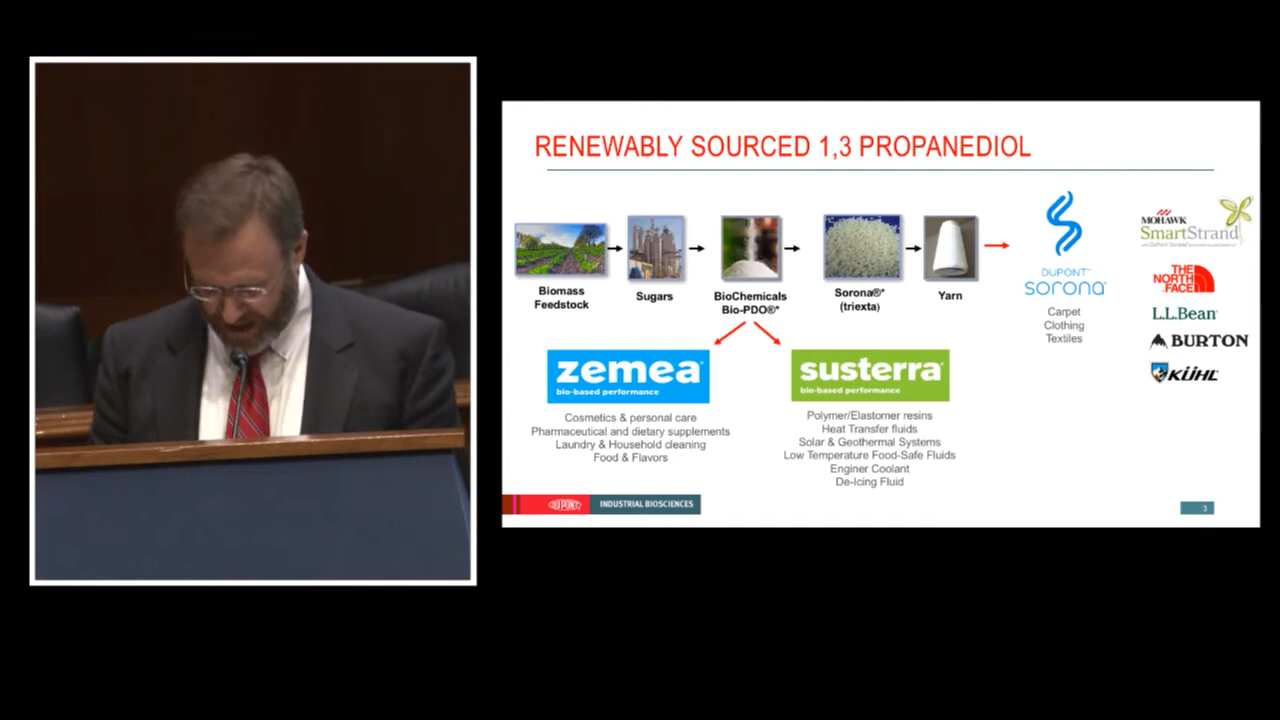 RENEWABLY SOURCED 1,3 PROPANEDIOL
Biomass
Feedstock
Sugars
BioChemicals
Bio-PDO®*
Sorona®*
(triexta)
Yarn
DUPONT™
sorona®
Carpet
Clothing
Textiles
MOHAWK
SmartStrand
THE
NORTH
FACE
L.L.Bean
BURTON
KÜHL
zemea®
bio-based performance
Cosmetics & personal care
Pharmaceutical and dietary supplements
Laundry & Household cleaning
Food & Flavors
susterra®
bio-based performance
Polymer/Elastomer resins
Heat Transfer fluids
Solar & Geothermal Systems
Low Temperature Food-Safe Fluids
Enginer Coolant
De-Icing Fluid
DUPONT
INDUSTRIAL BIOSCIENCES
3